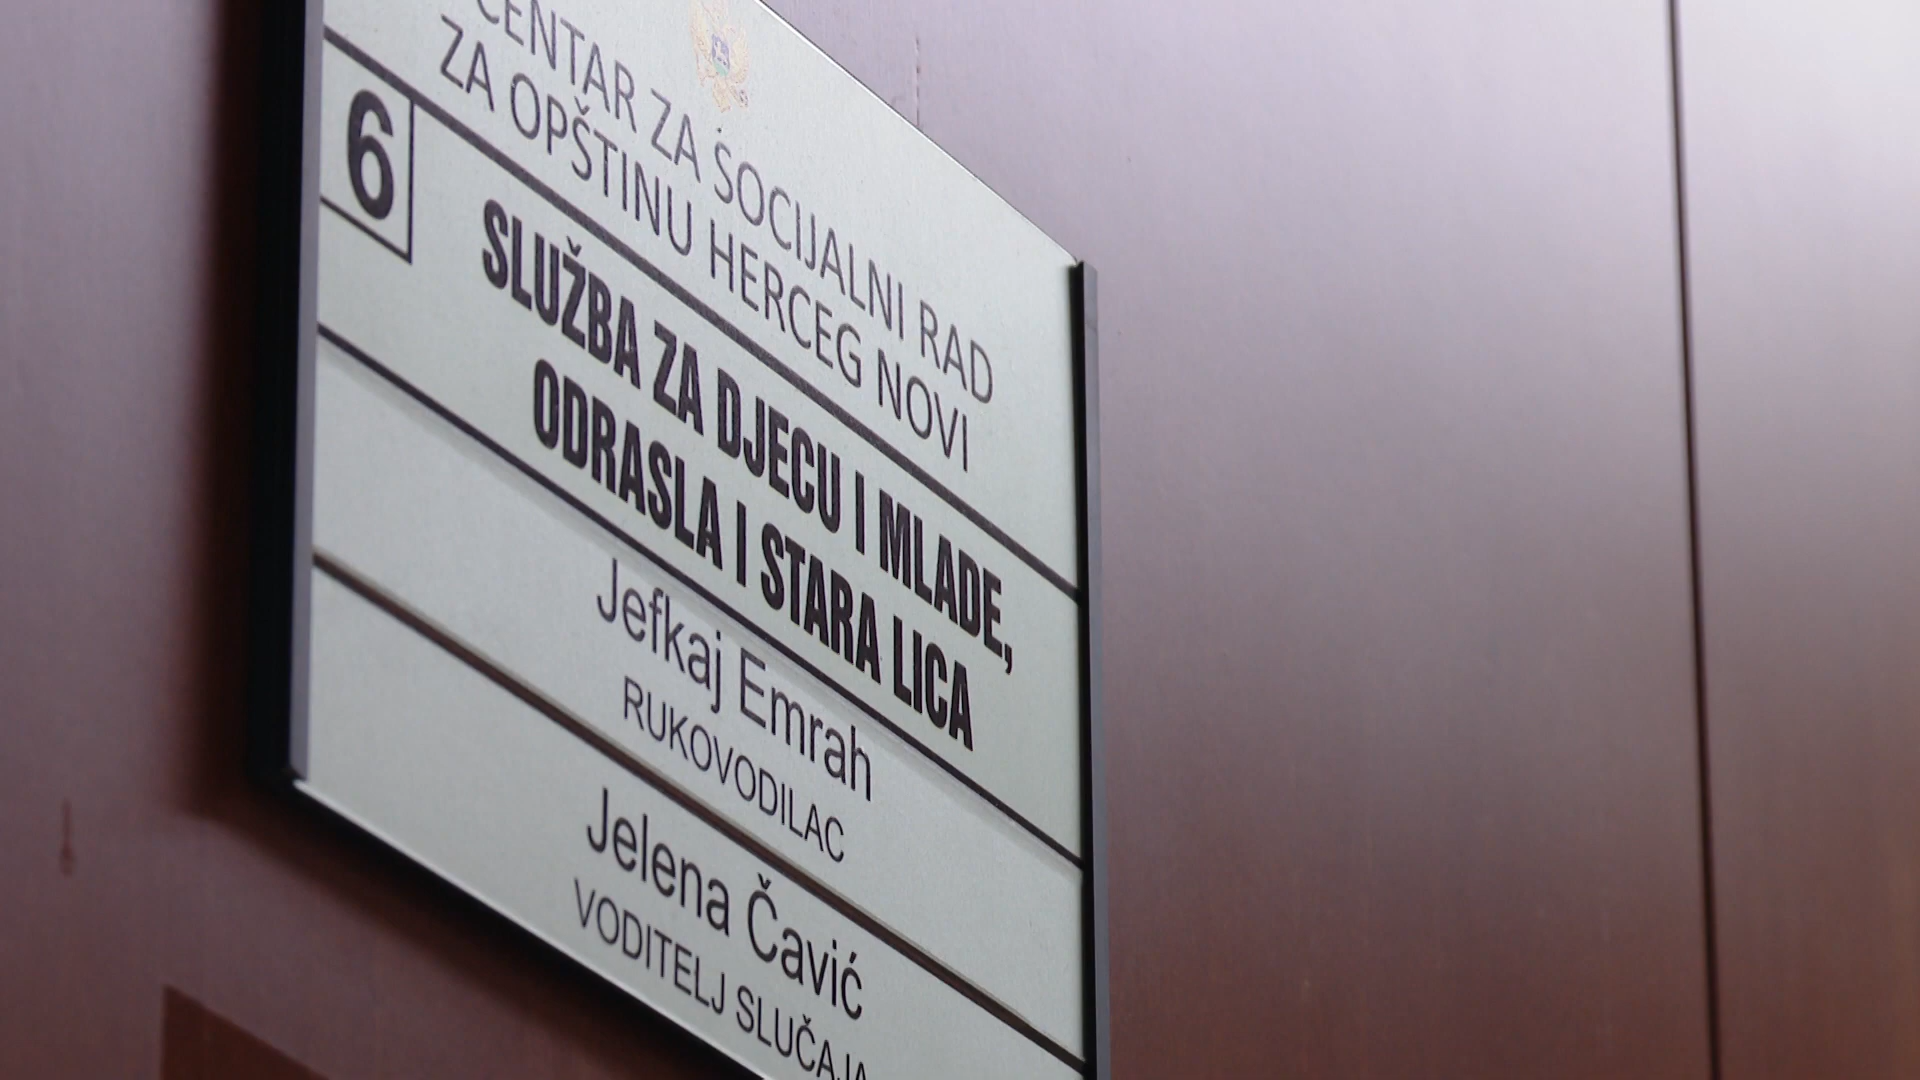 CENTAR ZA SOCIJALNI RAD
ZA OPŠTINU HERCEG NOVI
6
SLUŽBA ZA DJECU I MLADE,
ODRASLA I STARA LICA
Jefkaj Emrah
RUKOVODILAC
Jelena Čavić
VODITELJ SLUČAJA